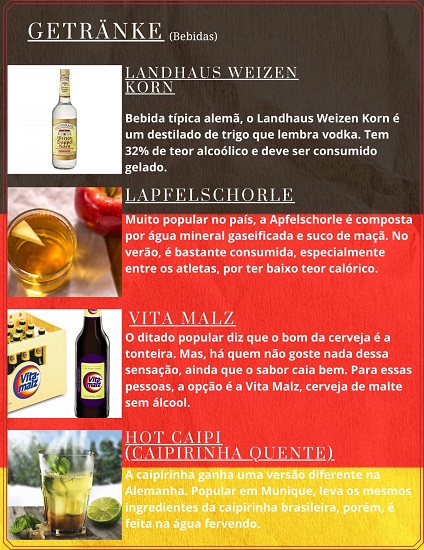 GETRÄNKE (Bebidas)
LANDHAUS WEIZEN
KORN
Bebida típica alemã, o Landhaus Weizen Korn é
um destilado de trigo que lembra vodka. Tem
32% de teor alcoólico e deve ser consumido
gelado.
LAPFELSCHORLE
Muito popular no país, a Apfelschorle é composta
por água mineral gaseificada e suco de maçã. No
verão, é bastante consumida, especialmente
entre os atletas, por ter baixo teor calórico.
VITA MALZ
O ditado popular diz que o bom da cerveja é a
tonteira. Mas, há quem não goste nada dessa
sensação, ainda que o sabor caia bem. Para essas
pessoas, a opção é a Vita Malz, cerveja de malte
sem álcool.
Vita-
malz
Vita-
malz
HOT CAIPI
(CAIPIRINHA QUENTE)
A caipirinha ganha uma versão diferente na
Alemanha. Popular em Munique, leva os mesmos
ingredientes da caipirinha brasileira, porém, é
feita na água fervendo.